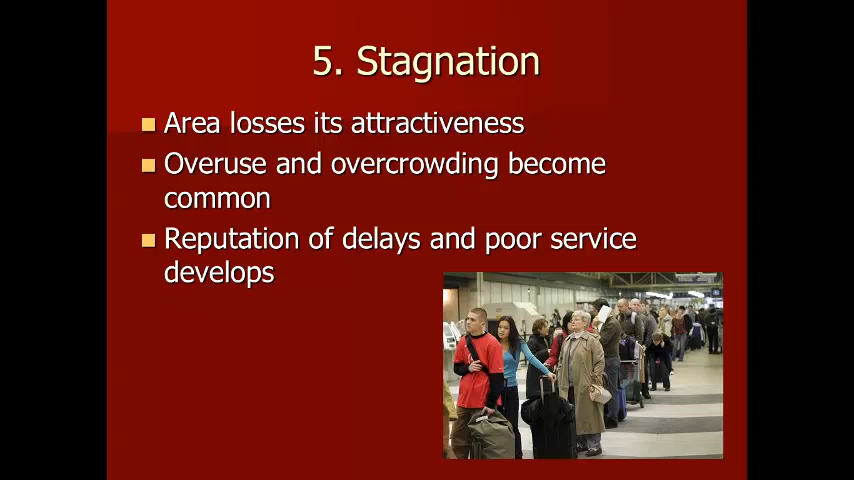 5. Stagnation
Area losses its attractiveness
Overuse and overcrowding become
common
Reputation of delays and poor service
develops